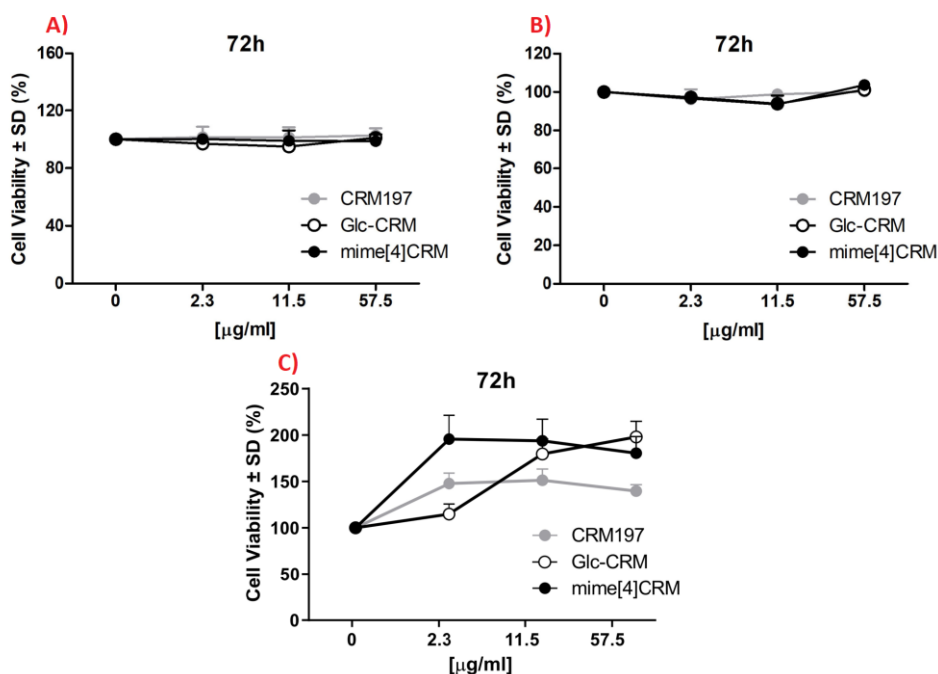 A)
72h
Cell Viability ± SD (%)
160
120
80
40
0
CRM197
Glc-CRM
mime[4]CRM
0
2.3
11.5
57.5
[µg/ml]
B)
72h
Cell Viability ± SD (%)
120
100
80
60
40
20
0
CRM197
Glc-CRM
mime[4]CRM
0
2.3
11.5
57.5
[µg/ml]
C)
72h
Cell Viability ± SD (%)
250
200
150
100
50
0
CRM197
Glc-CRM
mime[4]CRM
0
2.3
11.5
57.5
[µg/ml]